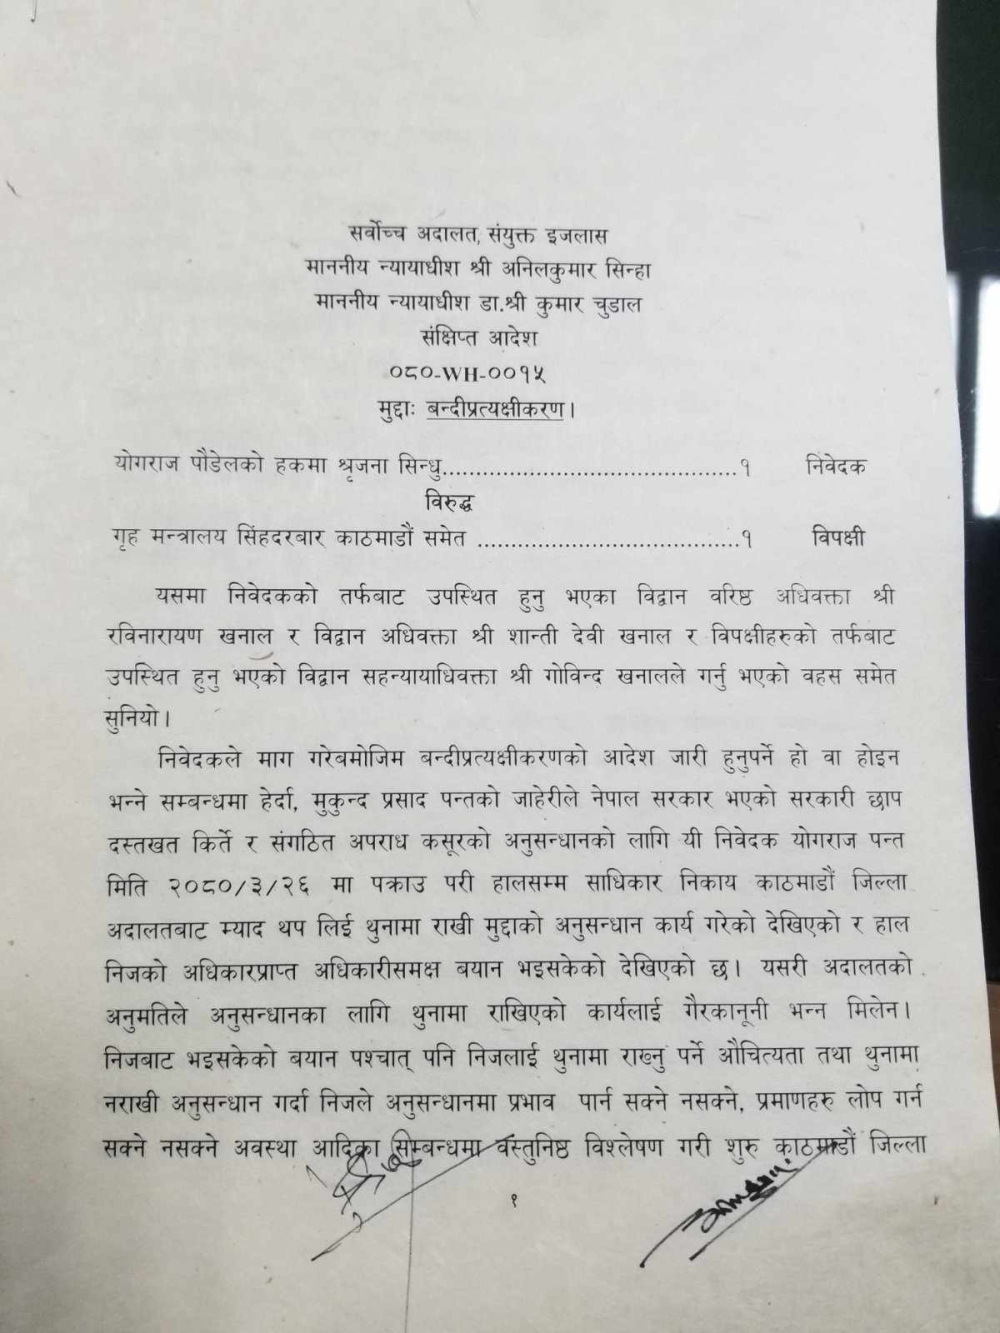 सर्वोच्च अदालत, संयुक्त इजलास
माननीय न्यायाधीश श्री अनिलकुमार सिन्हा
माननीय न्यायाधीश डा.श्री कुमार चुडाल
संक्षिप्त आदेश
०८०-WH-००१५
मुद्दाः बन्दीप्रत्यक्षीकरण।
योगराज पौडेलको हकमा श्रृजना सिन्धु............................................१ निवेदक
विरुद्ध
गृह मन्त्रालय सिंहदरबार काठमाडौं समेत .......................................१ विपक्षी
यसमा निवेदकको तर्फबाट उपस्थित हुनु भएका विद्वान वरिष्ठ अधिवक्ता श्री
रविनारायण खनाल र विद्वान अधिवक्ता श्री शान्ती देवी खनाल र विपक्षीहरुको तर्फबाट
उपस्थित हुनु भएको विद्वान सहन्यायाधिवक्ता श्री गोविन्द खनालले गर्नु भएको वहस समेत
सुनियो।
निवेदकले माग गरेबमोजिम बन्दीप्रत्यक्षीकरणको आदेश जारी हुनुपर्ने हो वा होइन
भन्ने सम्बन्धमा हेर्दा, मुकुन्द प्रसाद पन्तको जाहेरीले नेपाल सरकार भएको सरकारी छाप
दस्तखत किर्ते र संगठित अपराध कसूरको अनुसन्धानको लागि यी निवेदक योगराज पन्त
मिति २०८०/३/२६ मा पक्राउ परी हालसम्म साधिकार निकाय काठमाडौं जिल्ला
अदालतबाट म्याद थप लिई थुनामा राखी मुद्दाको अनुसन्धान कार्य गरेको देखिएको र हाल
निजको अधिकारप्राप्त अधिकारीसमक्ष बयान भइसकेको देखिएको छ। यसरी अदालतको
अनुमतिले अनुसन्धानका लागि थुनामा राखिएको कार्यलाई गैरकानूनी भन्न मिलेन।
निजबाट भइसकेको बयान पश्चात् पनि निजलाई थुनामा राख्नु पर्ने औचित्यता तथा थुनामा
नराखी अनुसन्धान गर्दा निजले अनुसन्धानमा प्रभाव पार्न सक्ने नसक्ने, प्रमाणहरु लोप गर्न
सक्ने नसक्ने अवस्था आदिका सम्बन्धमा वस्तुनिष्ठ विश्लेषण गरी शुरु काठमाडौं जिल्ला
१